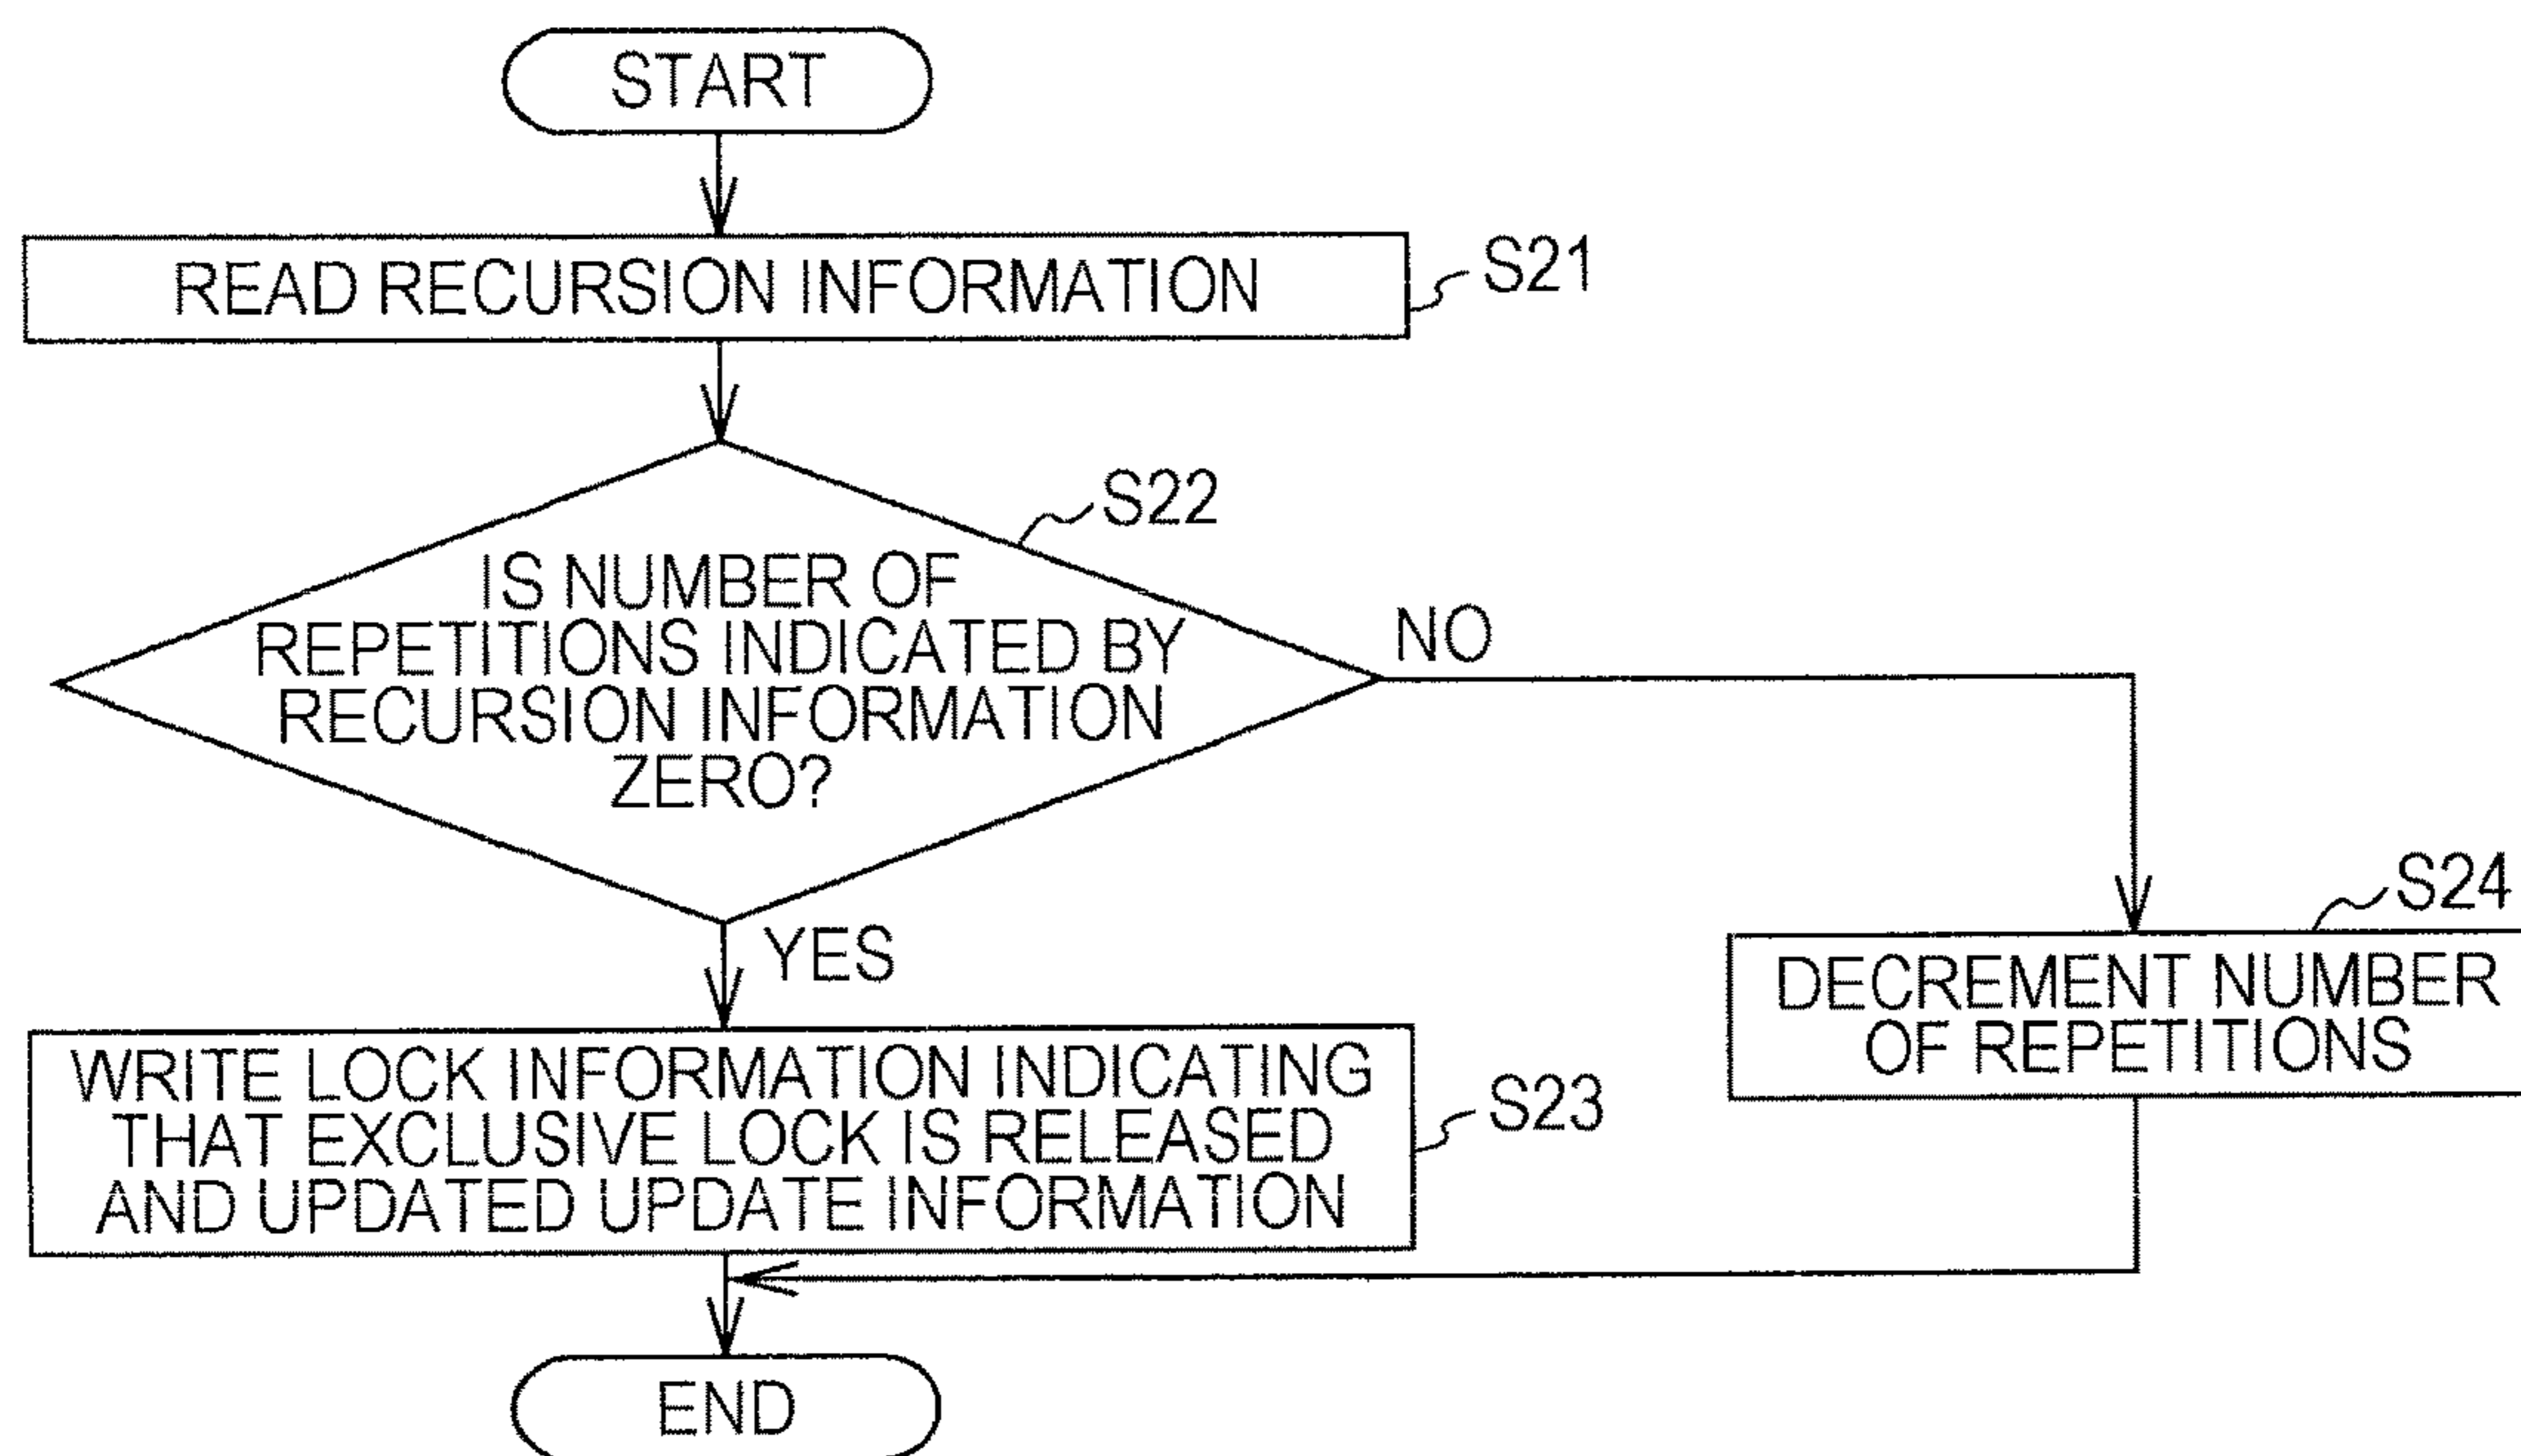 START
READ RECURSION INFORMATION
S21
S22
IS NUMBER OF
REPETITIONS INDICATED BY
RECURSION INFORMATION
ZERO?
NO
YES
S24
DECREMENT NUMBER
OF REPETITIONS
WRITE LOCK INFORMATION INDICATING
THAT EXCLUSIVE LOCK IS RELEASED
AND UPDATED UPDATE INFORMATION
S23
END